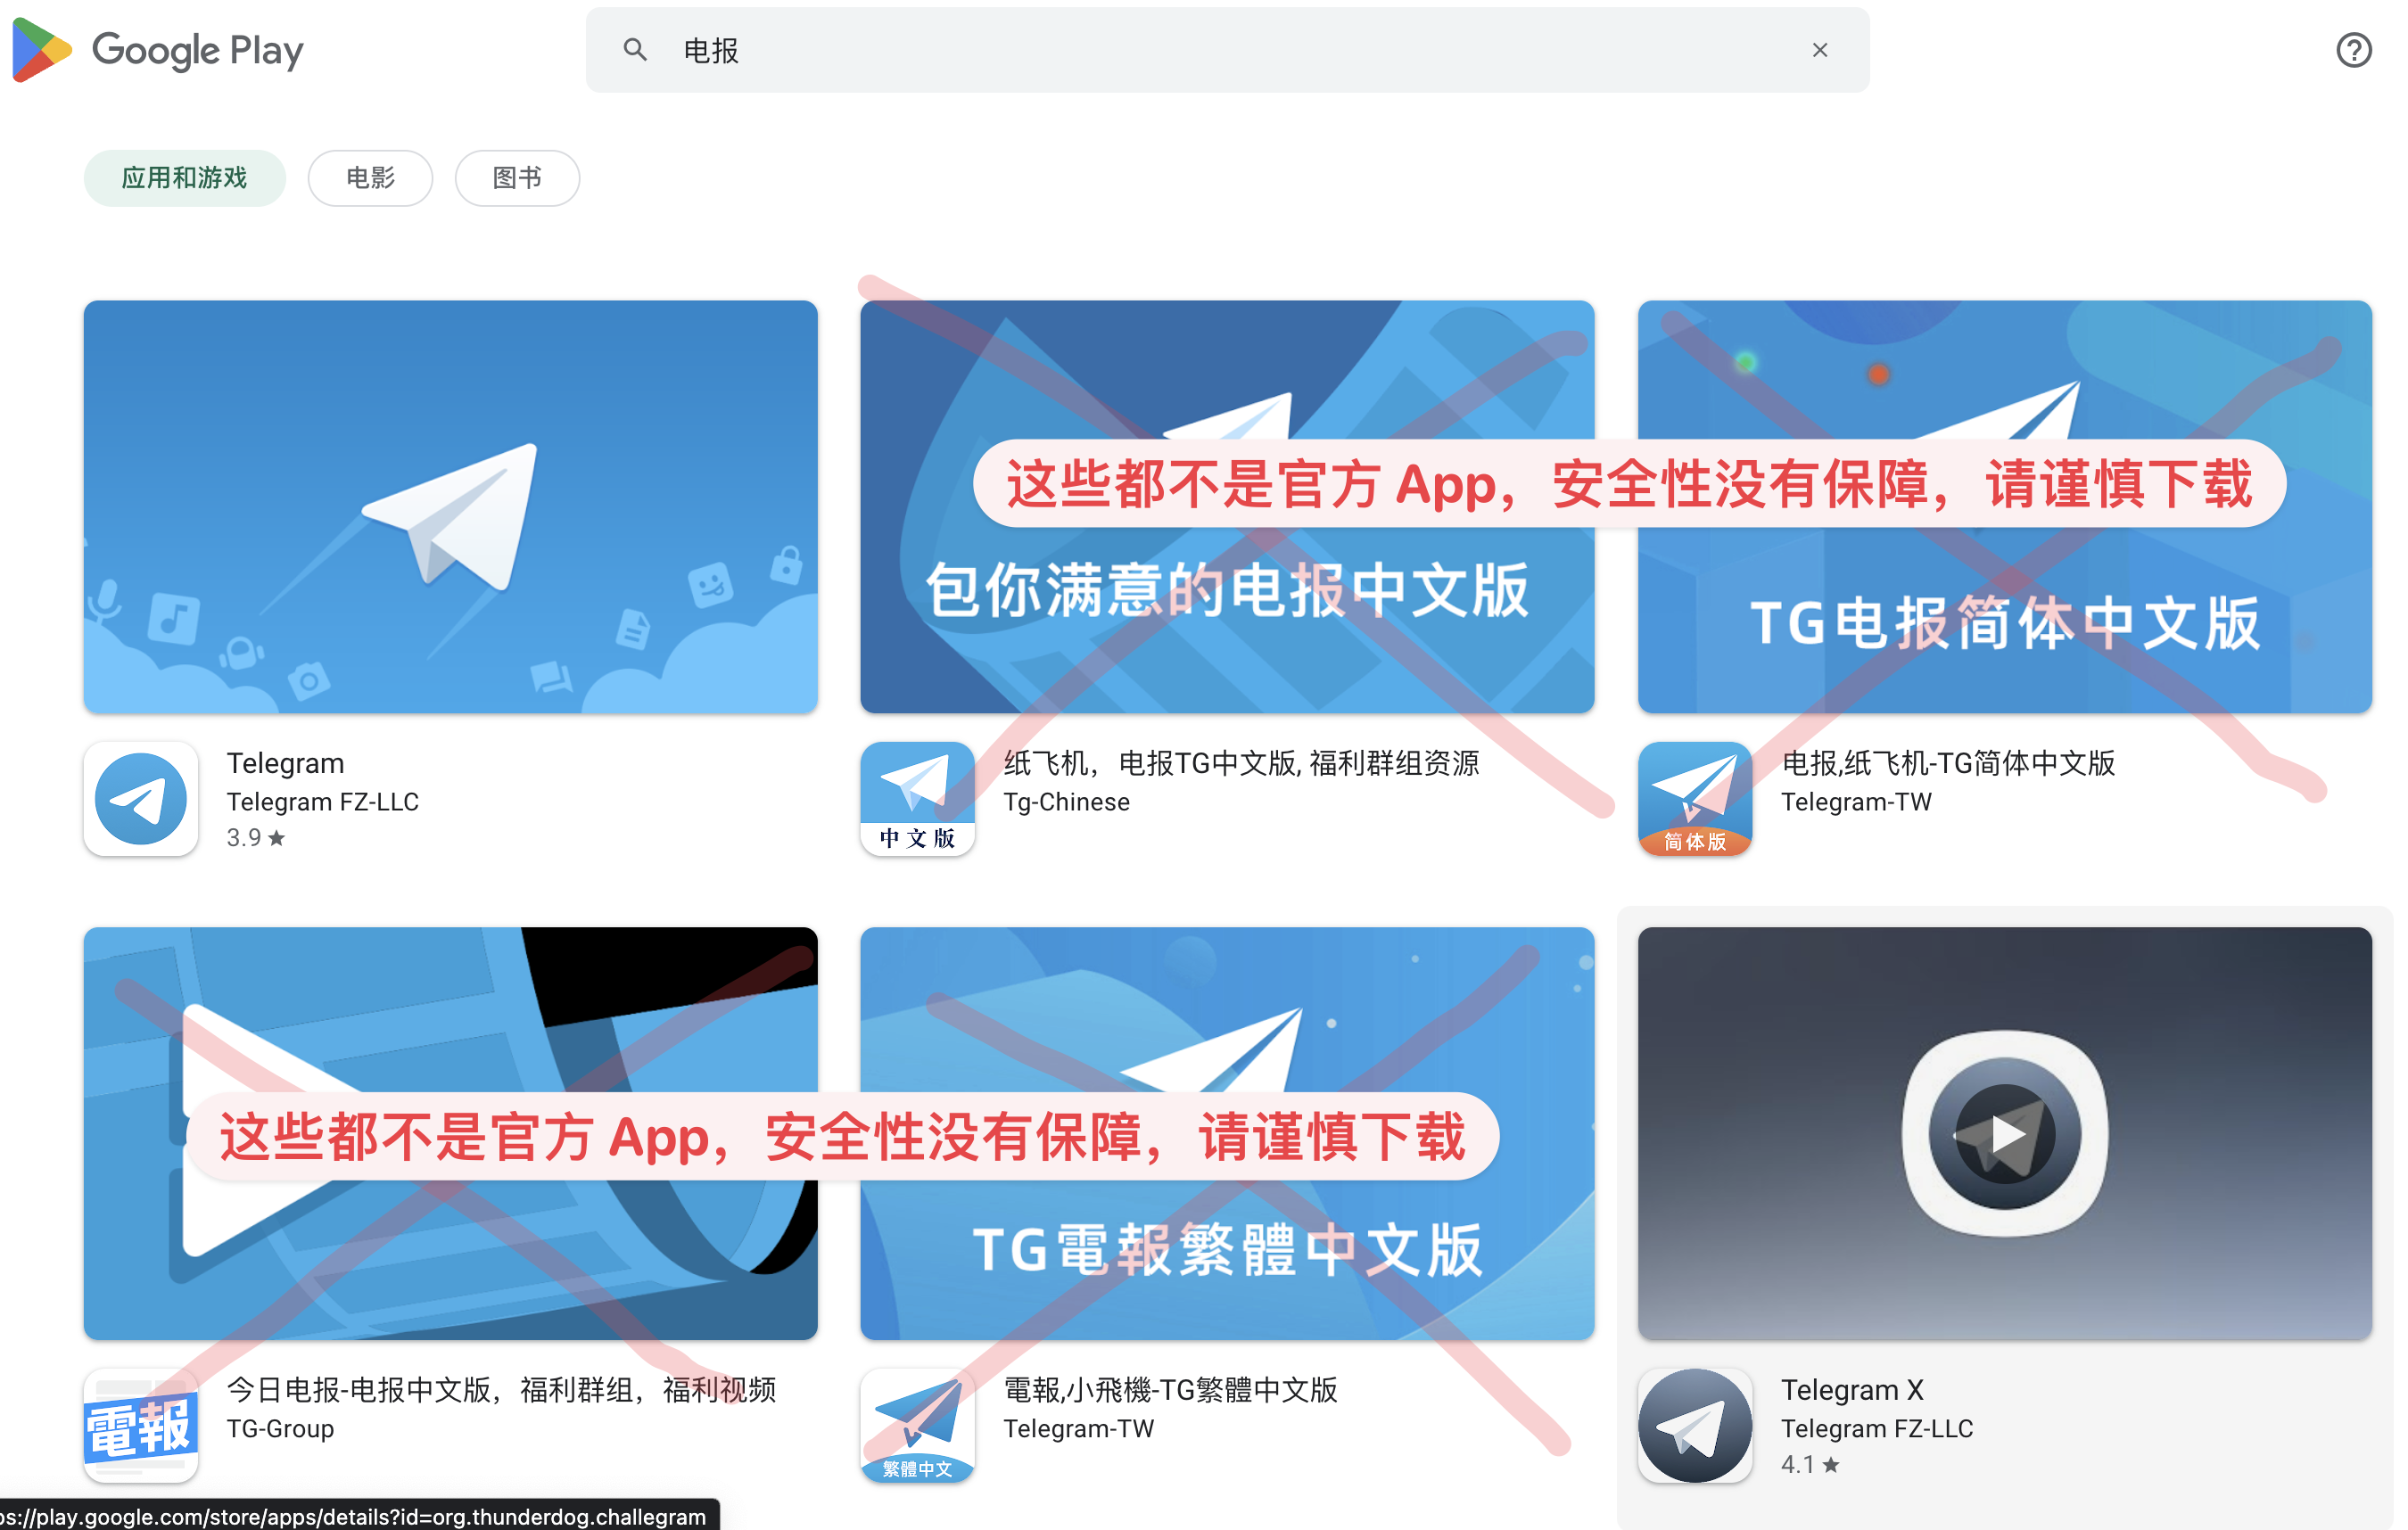 Google Play
电报
应用和游戏
电影
图书
这些都不是官方 App，安全性没有保障，请谨慎下载
包你满意的电报中文版
TG电报简体中文版
Telegram
Telegram FZ-LLC
3.9 ★
中文版
纸飞机，电报TG中文版, 福利群组资源
Tg-Chinese
简体版
电报,纸飞机-TG简体中文版
Telegram-TW
这些都不是官方 App，安全性没有保障，请谨慎下载
TG電報繁體中文版
電報
今日电报-电报中文版，福利群组，福利视频
TG-Group
繁體中文
電報,小飛機-TG繁體中文版
Telegram-TW
Telegram X
Telegram FZ-LLC
4.1 ★
ps://play.google.com/store/apps/details?id=org.thunderdog.challegram